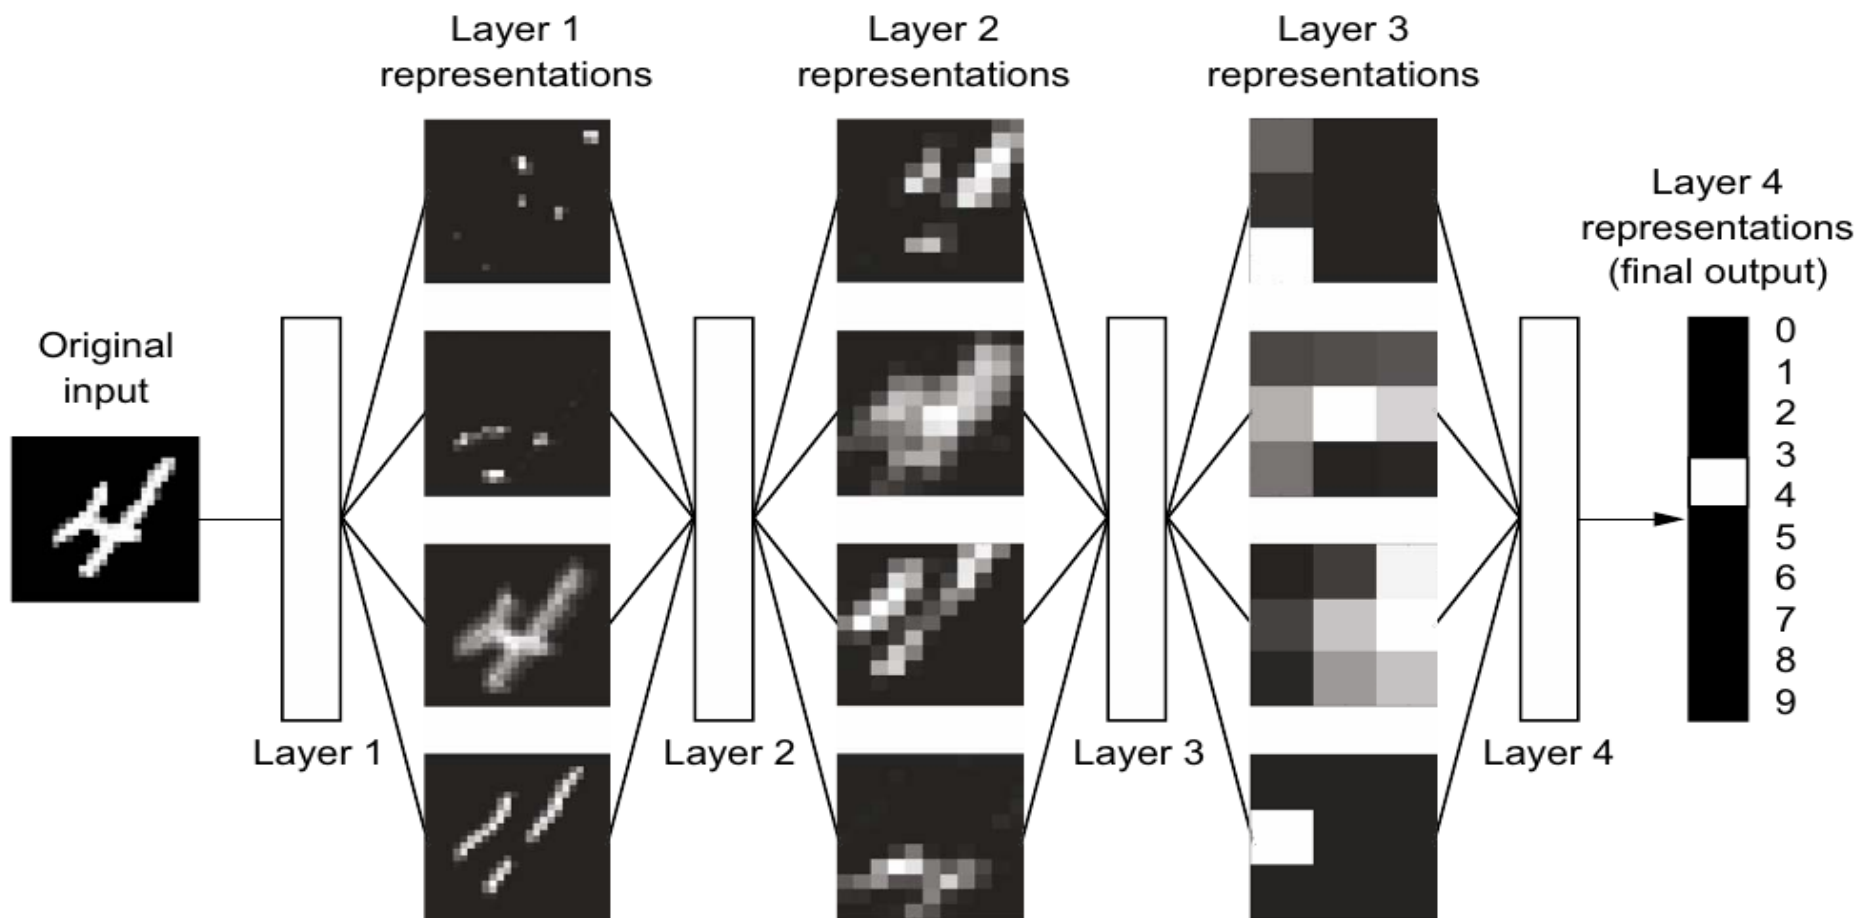 Layer 1
representations
Layer 2
representations
Layer 3
representations
Layer 4
representations
(final output)
Original
input
0
1
2
3
4
5
6
7
8
9
Layer 1
Layer 2
Layer 3
Layer 4